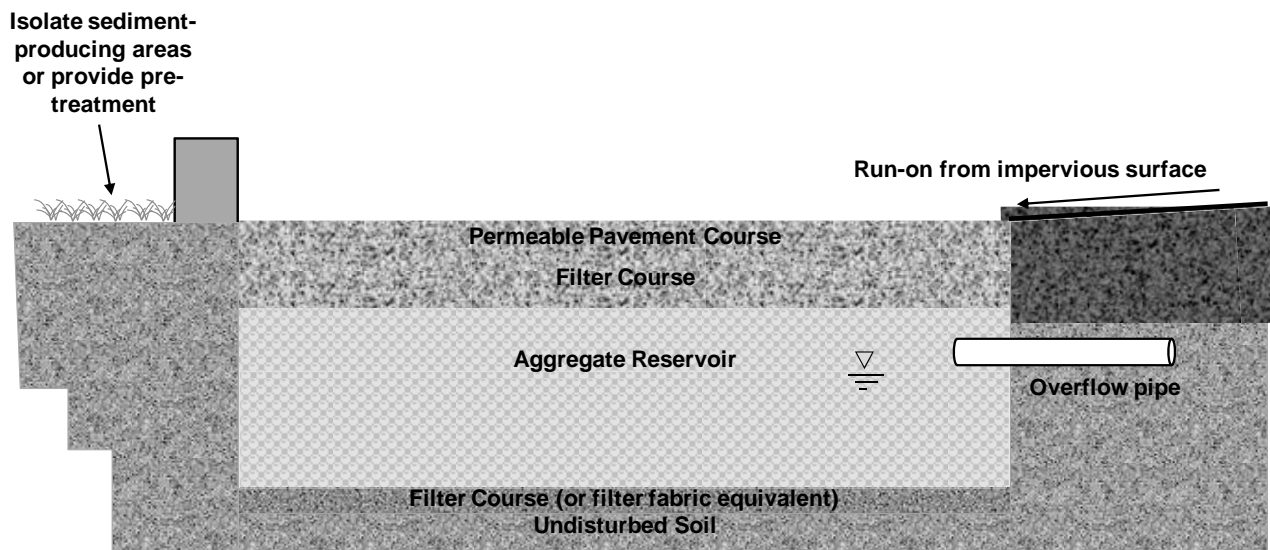 Isolate sediment-
producing areas
or provide pre-
treatment
Run-on from impervious surface
Permeable Pavement Course
Filter Course
Aggregate Reservoir
Overflow pipe
Filter Course (or filter fabric equivalent)
Undisturbed Soil